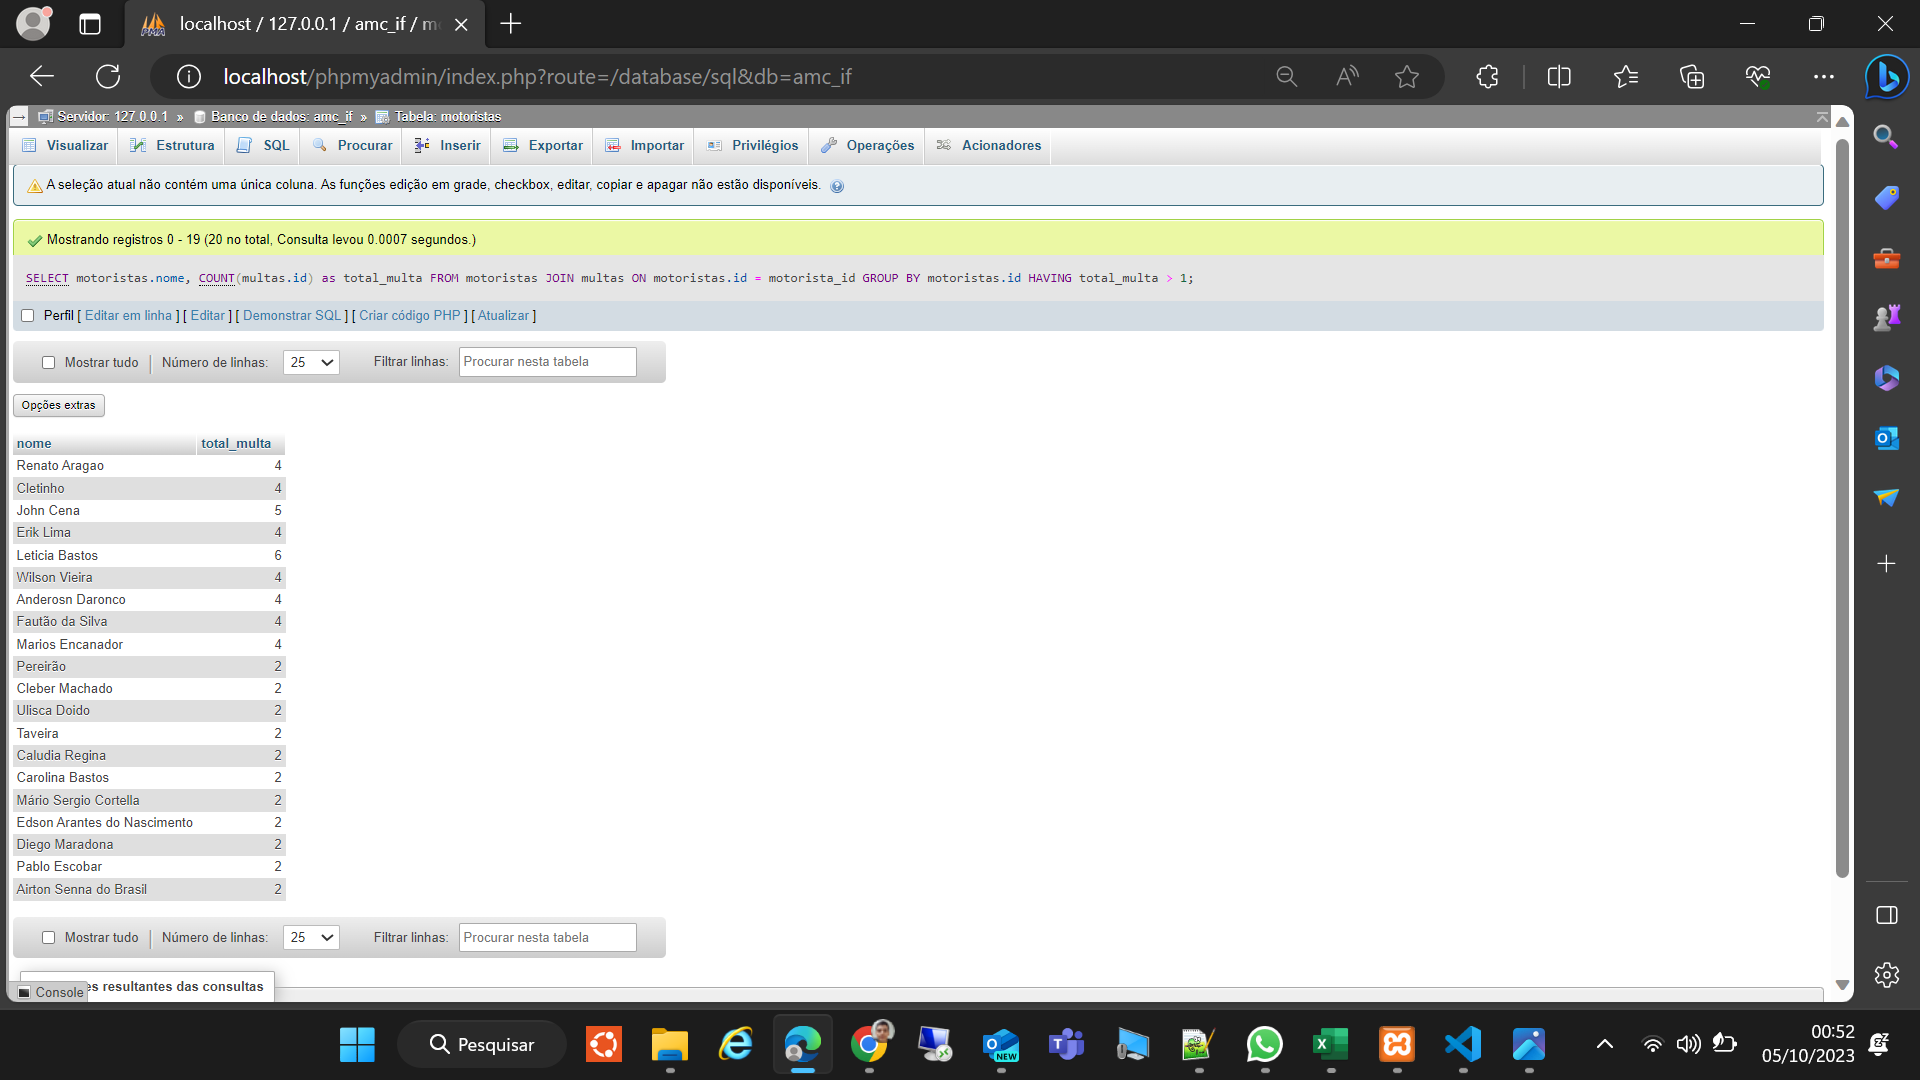 localhost / 127.0.0.1 / amc_if / mo
localhost/phpmyadmin/index.php?route=/database/sql&db=amc_if
Servidor: 127.0.0.1 » Banco de dados: amc_if » Tabela: motoristas
Visualizar Estrutura SQL Procurar Inserir Exportar Importar Privilégios Operações Acionadores
A seleção atual não contém uma única coluna. As funções edição em grade, checkbox, editar, copiar e apagar não estão disponíveis.
Mostrando registros 0 - 19 (20 no total, Consulta levou 0.0007 segundos.)
SELECT motoristas.nome, COUNT(multas.id) as total_multa FROM motoristas JOIN multas ON motoristas.id = motorista_id GROUP BY motoristas.id HAVING total_multa > 1;
Perfil [ Editar em linha ] [ Editar ] [ Demonstrar SQL ] [ Criar código PHP ] [ Atualizar ]
Mostrar tudo | Número de linhas: 25 Filtrar linhas: Procurar nesta tabela
Opções extras
nome total_multa
Renato Aragao 4
Cletinho 4
John Cena 5
Erik Lima 4
Leticia Bastos 6
Wilson Vieira 4
Anderosn Daronco 4
Fautão da Silva 4
Marios Encanador 4
Pereirão 2
Cleber Machado 2
Ulisca Doido 2
Taveira 2
Caludia Regina 2
Carolina Bastos 2
Mário Sergio Cortella 2
Edson Arantes do Nascimento 2
Diego Maradona 2
Pablo Escobar 2
Airton Senna do Brasil 2
Mostrar tudo | Número de linhas: 25 Filtrar linhas: Procurar nesta tabela
es resultantes das consultas
Console
Pesquisar
NEW
00:52
05/10/2023